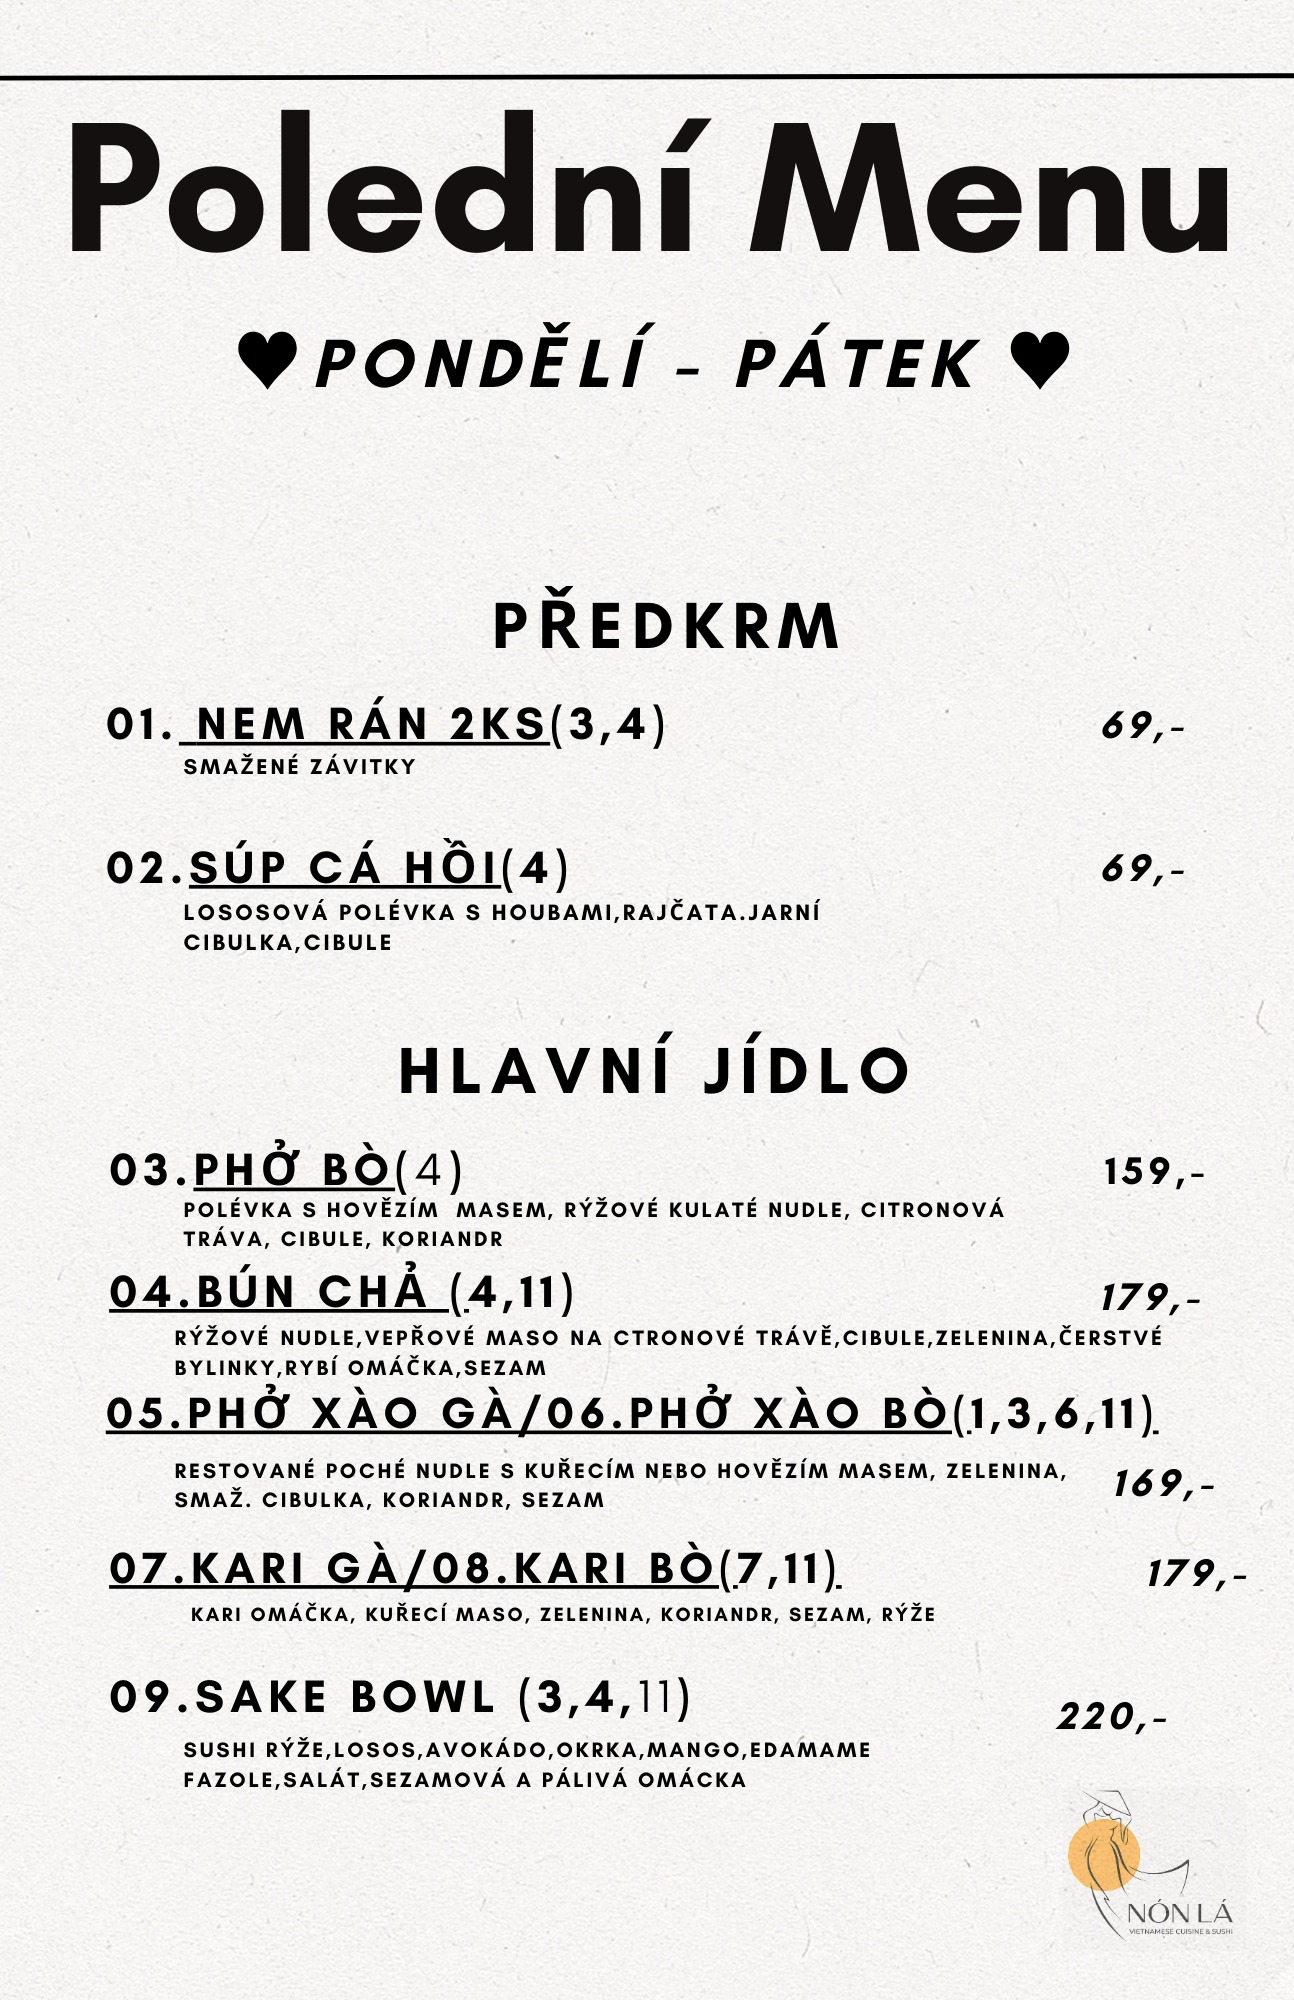 Polední Menu
♥ PONDĚLÍ - PÁTEK ♥
PŘEDKRM
01. NEM RÁN 2KS(3,4) 69,-
SMAŽENÉ ZÁVITKY
02.SÚP CÁ HỒI(4) 69,-
LOSOSOVÁ POLÉVKA S HOUBAMI,RAJČATA.JARNÍ
CIBULKA,CIBULE
HLAVNÍ JÍDLO
03.PHỞ BÒ(4) 159,-
POLÉVKA S HOVĚZÍM MASEM, RÝŽOVÉ KULATÉ NUDLE, CITRONOVÁ
TRÁVA, CIBULE, KORIANDR
04.BÚN CHẢ (4,11) 179,-
RÝŽOVÉ NUDLE,VEPŘOVÉ MASO NA CTRONOVÉ TRÁVĚ,CIBULE,ZELENINA,ČERSTVÉ
BYLINKY,RYBÍ OMÁČKA,SEZAM
05.PHỞ XÀO GÀ/06.PHỞ XÀO BÒ(1,3,6,11)
RESTOVANÉ POCHÉ NUDLE S KUŘECÍM NEBO HOVĚZÍM MASEM, ZELENINA, 169,-
SMAŽ. CIBULKA, KORIANDR, SEZAM
07.KARI GÀ/08.KARI BÒ(7,11) 179,-
KARI OMÁČKA, KUŘECÍ MASO, ZELENINA, KORIANDR, SEZAM, RÝŽE
09.SAKE BOWL (3,4,11) 220,-
SUSHI RÝŽE,LOSOS,AVOKÁDO,OKRKA,MANGO,EDAMAME
FAZOLE,SALÁT,SEZAMOVÁ A PÁLIVÁ OMÁCKA
NÓN LÁ
VIETNAMESE CUISINE & SUSHI